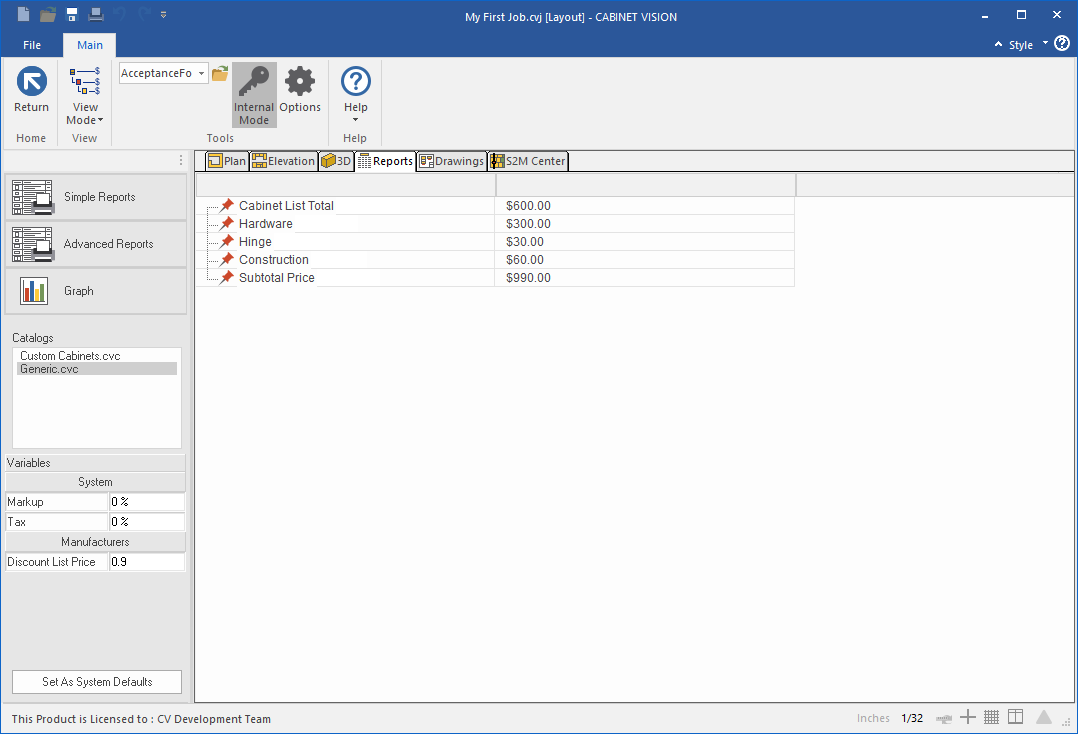 My First Job.cvj [Layout] - CABINET VISION
File Main Style
AcceptanceFo
Return
View
Mode
Internal
Mode
Options
Help
Home View Tools Help
Plan Elevation 3D Reports Drawings S2M Center
Simple Reports
Advanced Reports
Graph
Catalogs
Custom Cabinets.cvc
Generic.cvc
Variables
System
Markup 0 %
Tax 0 %
Manufacturers
Discount List Price 0.9
Set As System Defaults
Cabinet List Total $600.00
Hardware $300.00
Hinge $30.00
Construction $60.00
Subtotal Price $990.00
This Product is Licensed to : CV Development Team
Inches 1/32